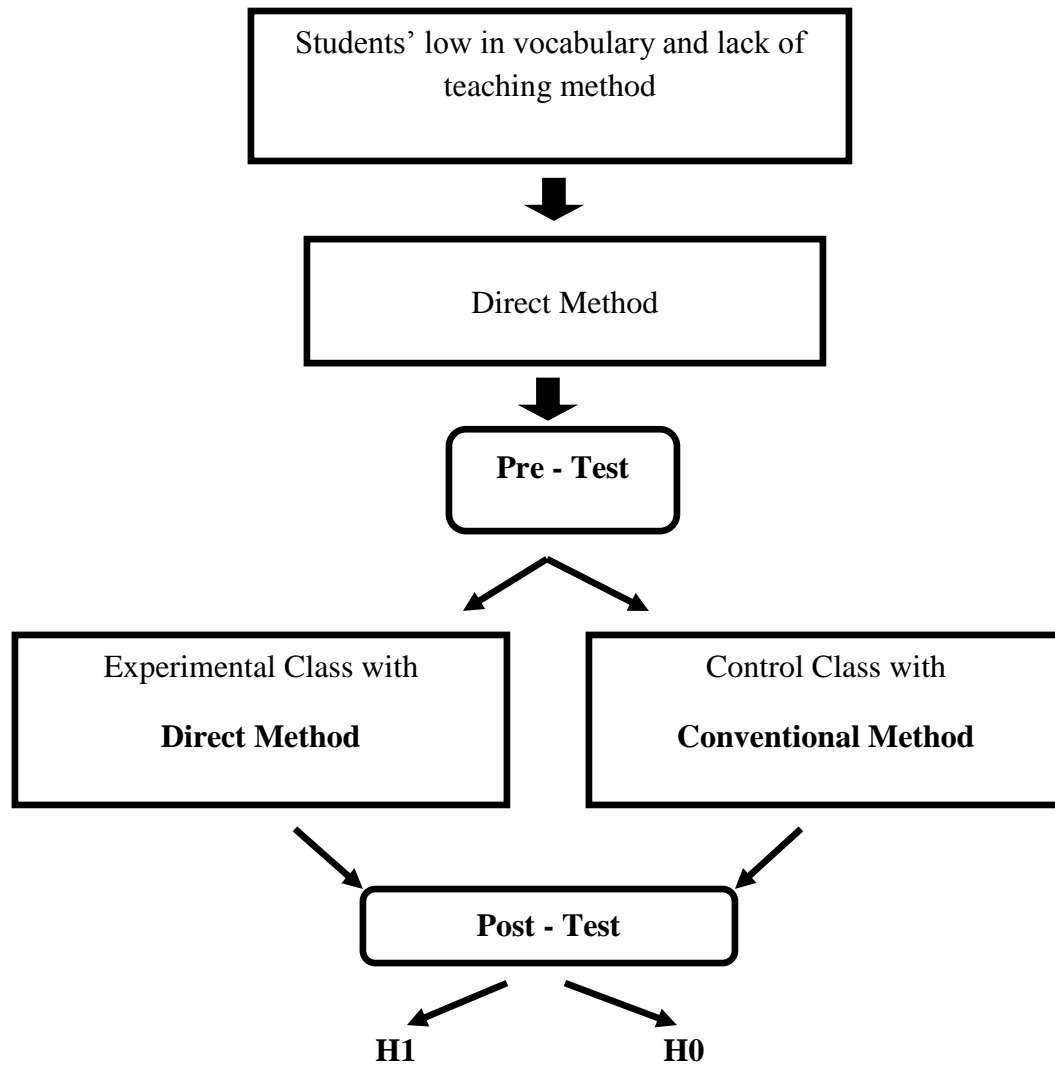 Students’ low in vocabulary and lack of
teaching method
Direct Method
Pre - Test
Experimental Class with
Direct Method
Control Class with
Conventional Method
Post - Test
H1
H0